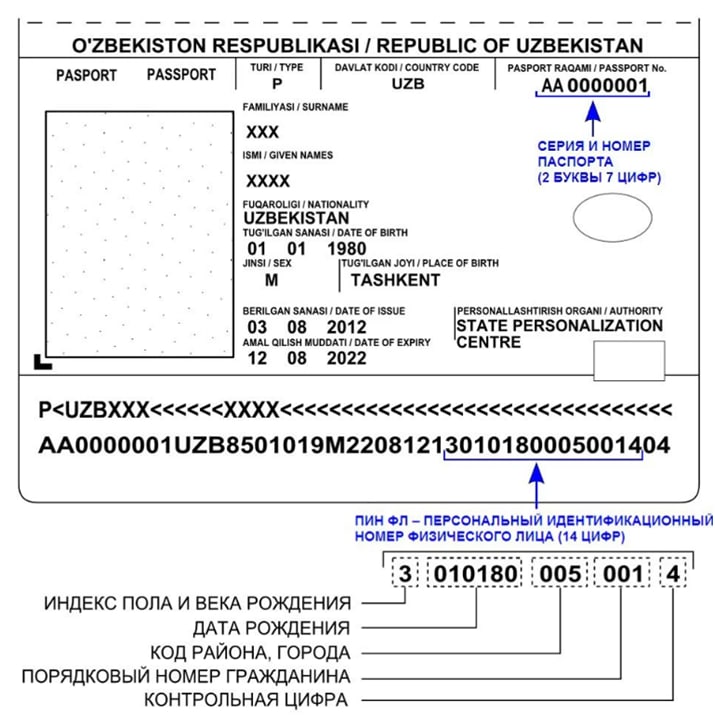 O'ZBEKISTON RESPUBLIKASI / REPUBLIC OF UZBEKISTAN
PASPORT PASSPORT
TURI / TYPE
P
DAVLAT KODI / COUNTRY CODE
UZB
PASPORT RAQAMI / PASSPORT No.
AA 0000001
СЕРИЯ И НОМЕР
ПАСПОРТА
(2 БУКВЫ 7 ЦИФР)
FAMILIYASI / SURNAME
XXX
ISMI / GIVEN NAMES
XXXX
FUQAROLIGI / NATIONALITY
UZBEKISTAN
TUG'ILGAN SANASI / DATE OF BIRTH
01 01 1980
JINSI / SEX
M
TUG'ILGAN JOYI / PLACE OF BIRTH
TASHKENT
BERILGAN SANASI / DATE OF ISSUE
03 08 2012
AMAL QILISH MUDDATI / DATE OF EXPIRY
12 08 2022
PERSONALLASHTIRISH ORGANI / AUTHORITY
STATE PERSONALIZATION
CENTRE
P<UZBXXX<<<<<<XXXX<<<<<<<<<<<<<<<<<<<<<<<<<<<<<<<<
AA0000001UZB8501019M22081213010180005001404
ПИН ФЛ – ПЕРСОНАЛЬНЫЙ ИДЕНТИФИКАЦИОННЫЙ
НОМЕР ФИЗИЧЕСКОГО ЛИЦА (14 ЦИФР)
3 010180 005 001 4
ИНДЕКС ПОЛА И ВЕКА РОЖДЕНИЯ
ДАТА РОЖДЕНИЯ
КОД РАЙОНА, ГОРОДА
ПОРЯДКОВЫЙ НОМЕР ГРАЖДАНИНА
КОНТРОЛЬНАЯ ЦИФРА